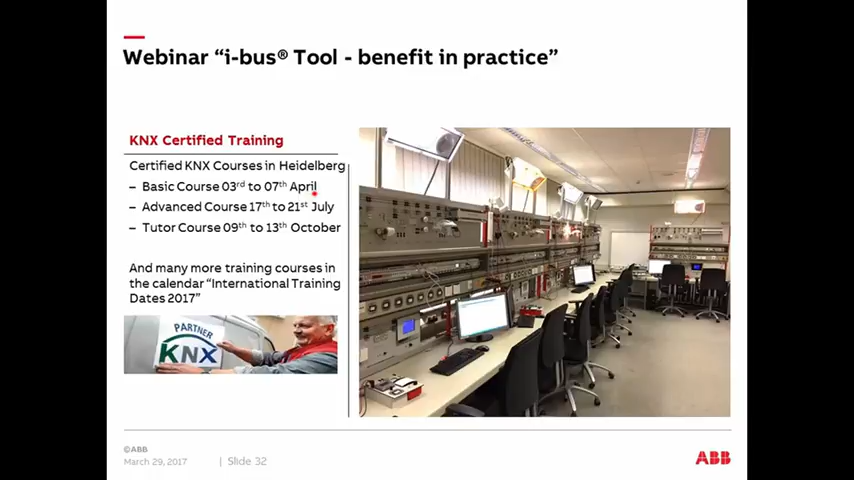 Webinar “i-bus® Tool - benefit in practice”
KNX Certified Training
Certified KNX Courses in Heidelberg
– Basic Course 03rd to 07th April
– Advanced Course 17th to 21st July
– Tutor Course 09th to 13th October
And many more training courses in
the calendar “International Training
Dates 2017”
PARTNER
KNX
©ABB
March 29, 2017 | Slide 32
ABB